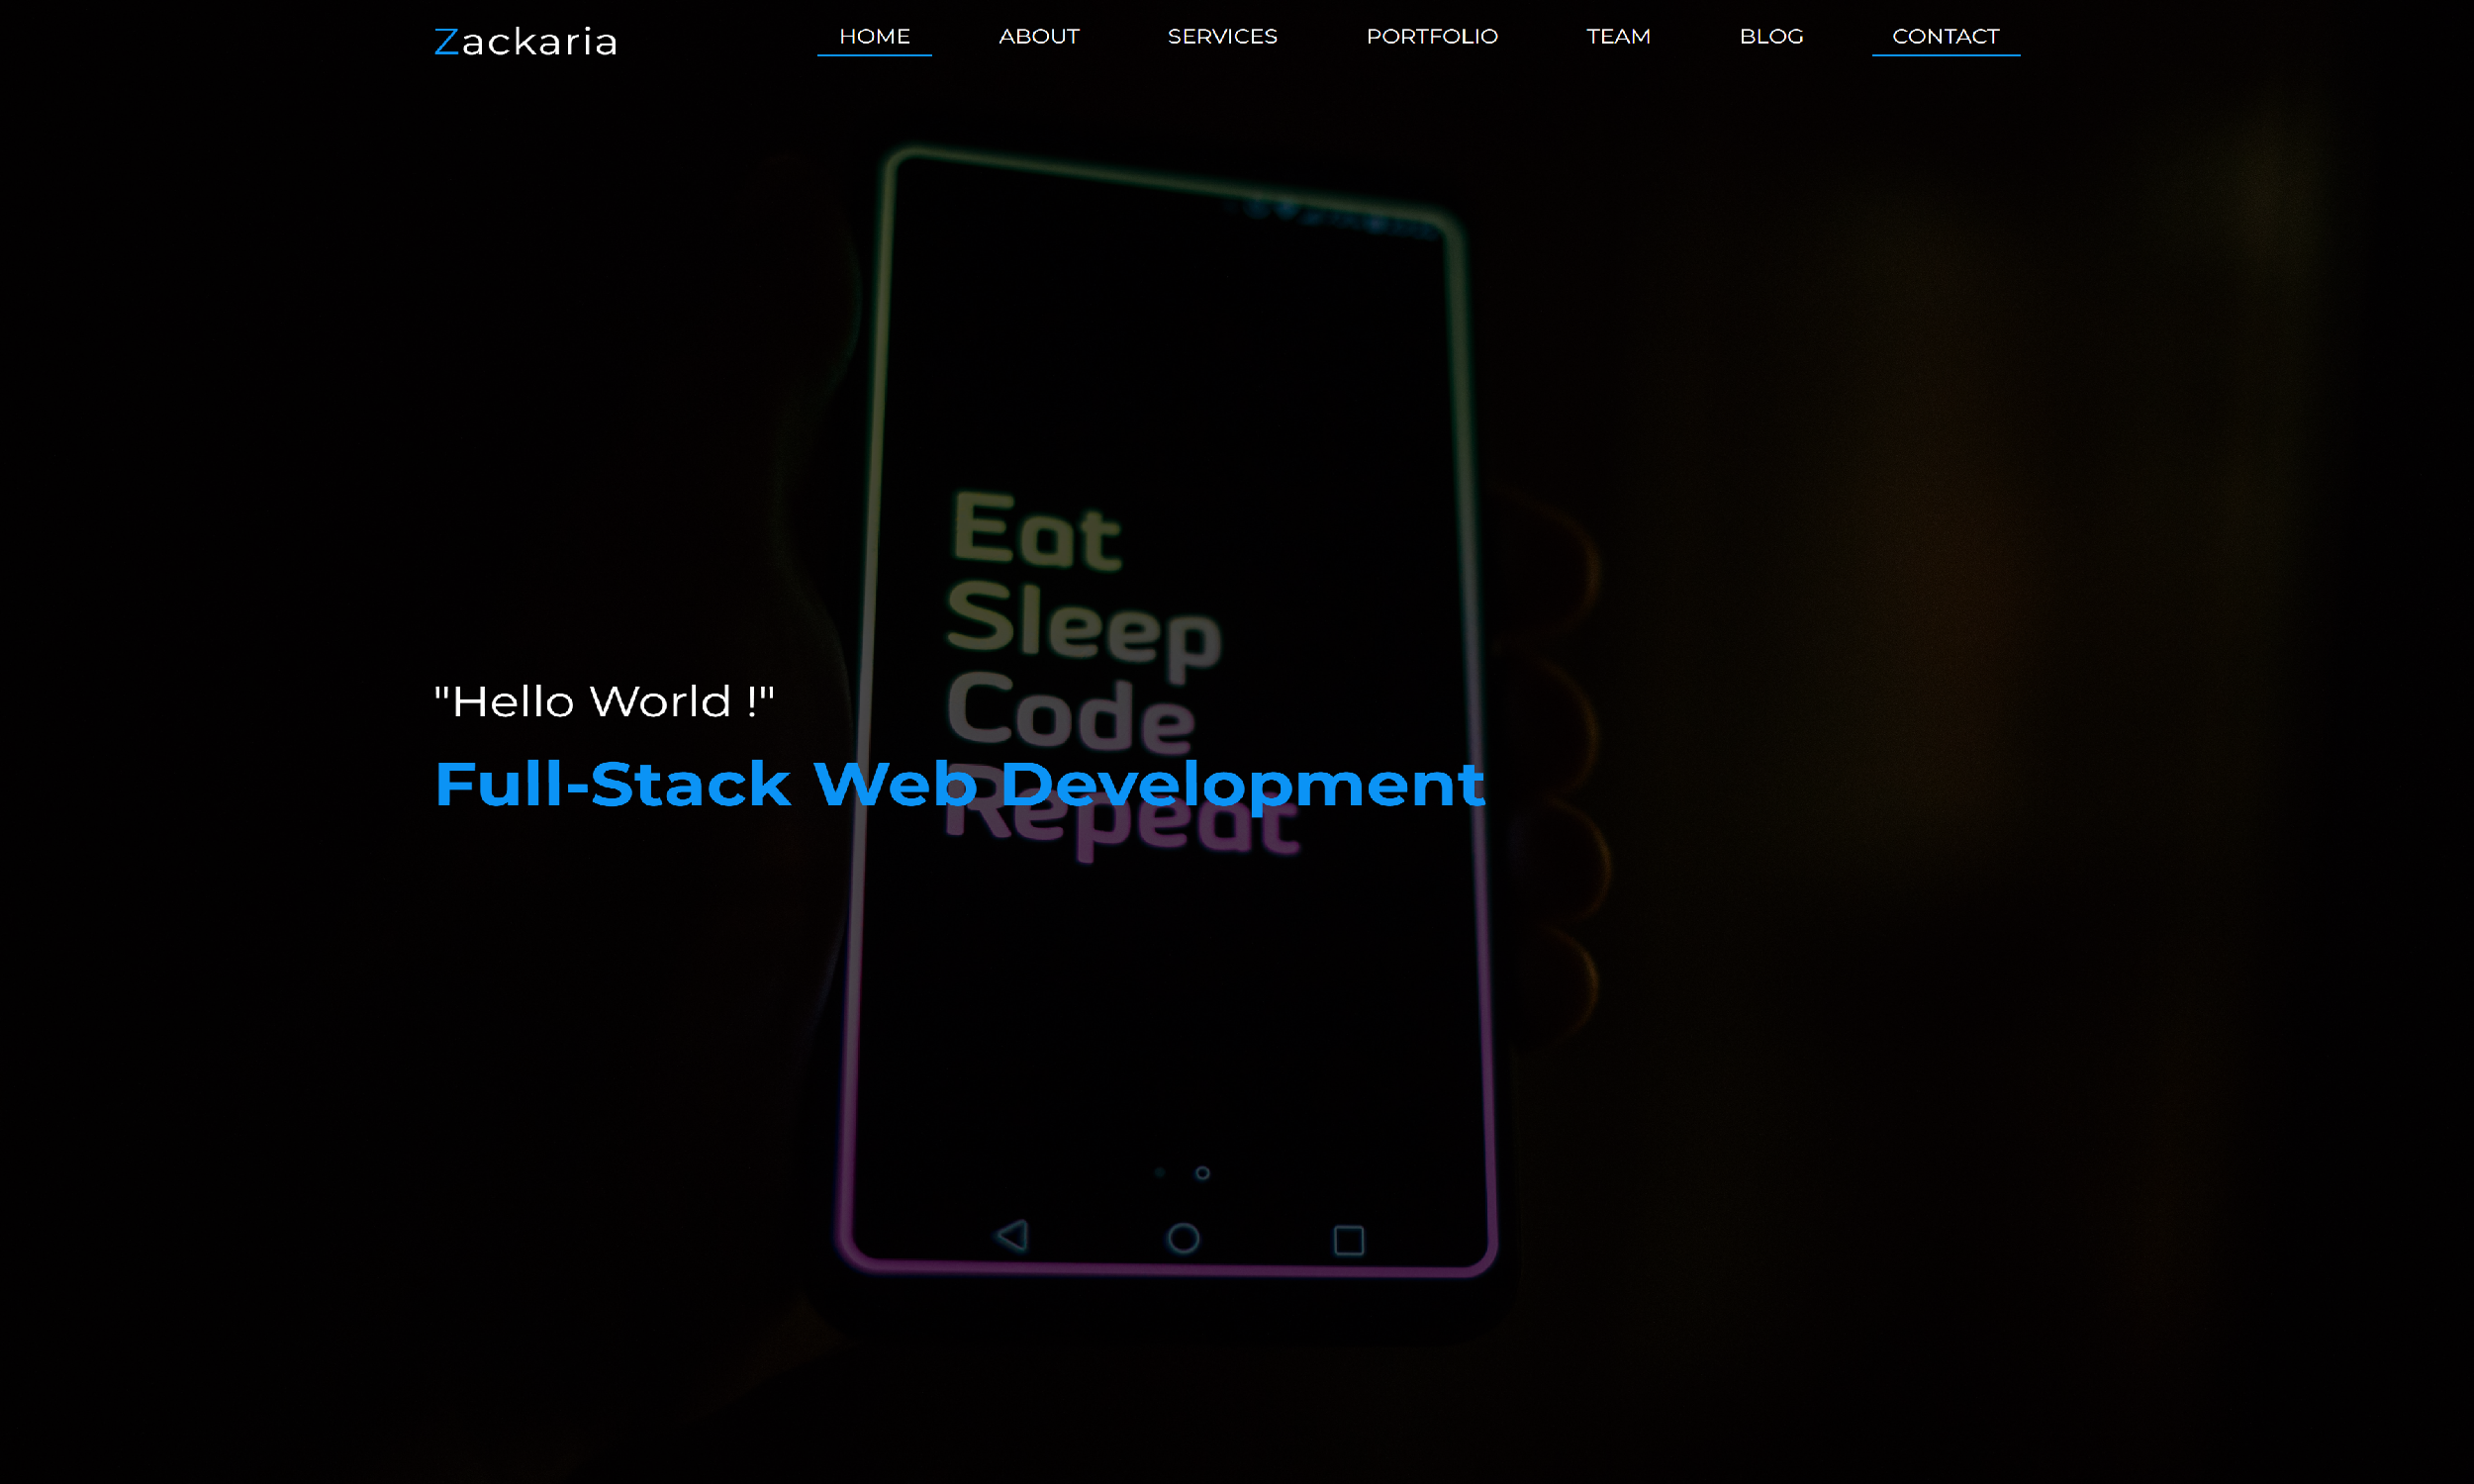 Zackaria
HOME ABOUT SERVICES PORTFOLIO TEAM BLOG CONTACT
Eat
Sleep
Code
Repeat
"Hello World !"
Full-Stack Web Development